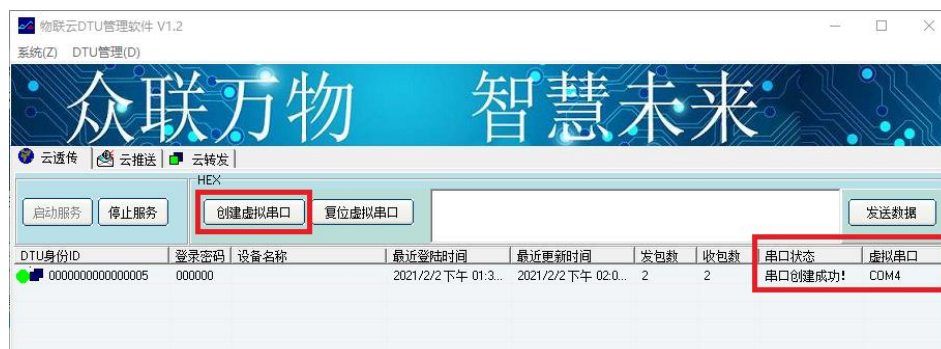 物联云DTU管理软件 V1.2
系统(Z) DTU管理(D)
众联万物 智慧未来
云透传 云推送 云转发
HEX
启动服务 停止服务 创建虚拟串口 复位虚拟串口 发送数据
DTU身份ID 登录密码 设备名称 最近登陆时间 最近更新时间 发包数 收包数 串口状态 虚拟串口
0000000000000005 000000 2021/2/2 下午 01:3... 2021/2/2 下午 02:0... 2 2 串口创建成功! COM4